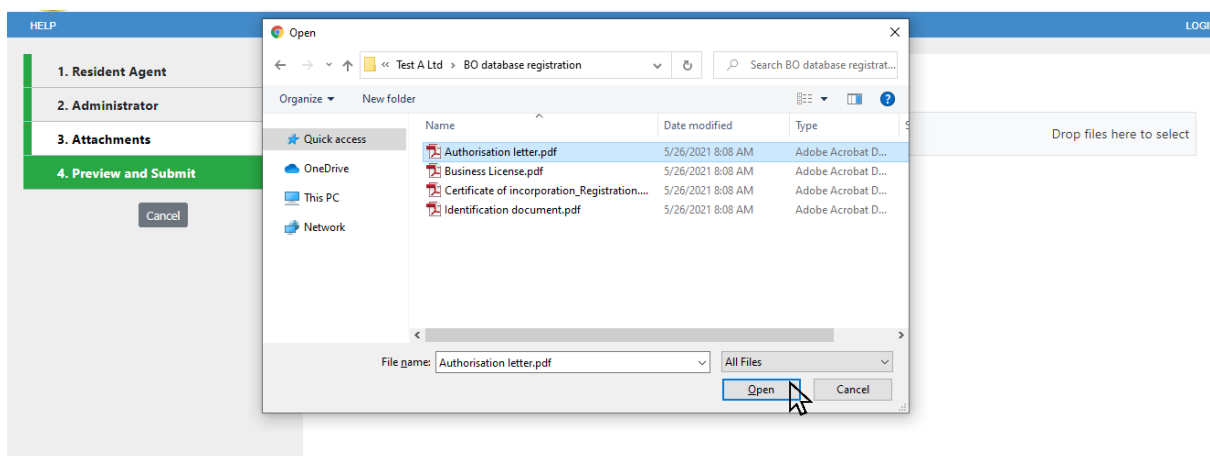 HELP
LOGI
Open
1. Resident Agent
2. Administrator
3. Attachments
4. Preview and Submit
Cancel
« Test A Ltd › BO database registration
Search BO database registrat...
Organize
New folder
Name Date modified Type S
Quick access
OneDrive
This PC
Network
Authorisation letter.pdf 5/26/2021 8:08 AM Adobe Acrobat D...
Business License.pdf 5/26/2021 8:08 AM Adobe Acrobat D...
Certificate of incorporation_Registration.... 5/26/2021 8:08 AM Adobe Acrobat D...
Identification document.pdf 5/26/2021 8:08 AM Adobe Acrobat D...
Drop files here to select
File name: Authorisation letter.pdf All Files
Open Cancel